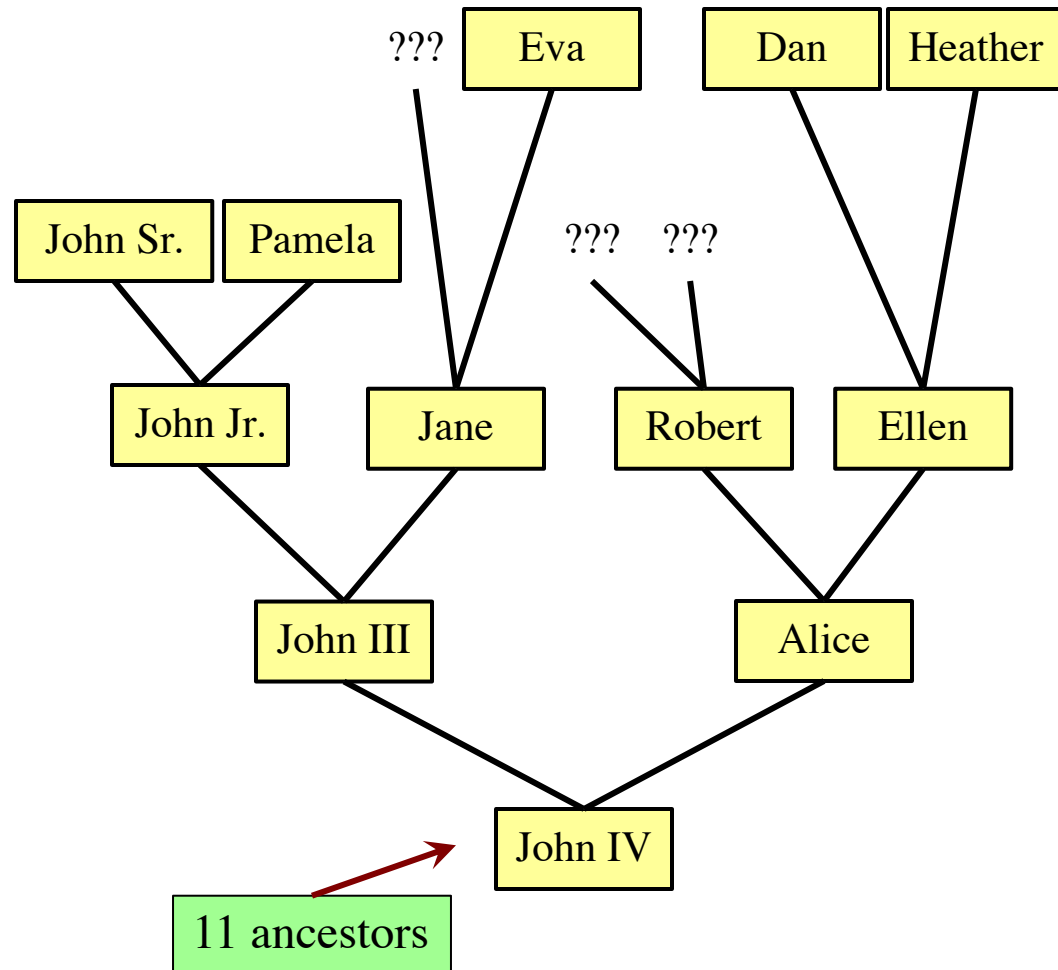 ???
Eva
Dan
Heather
John Sr.
Pamela
???
???
John Jr.
Jane
Robert
Ellen
John III
Alice
John IV
11 ancestors